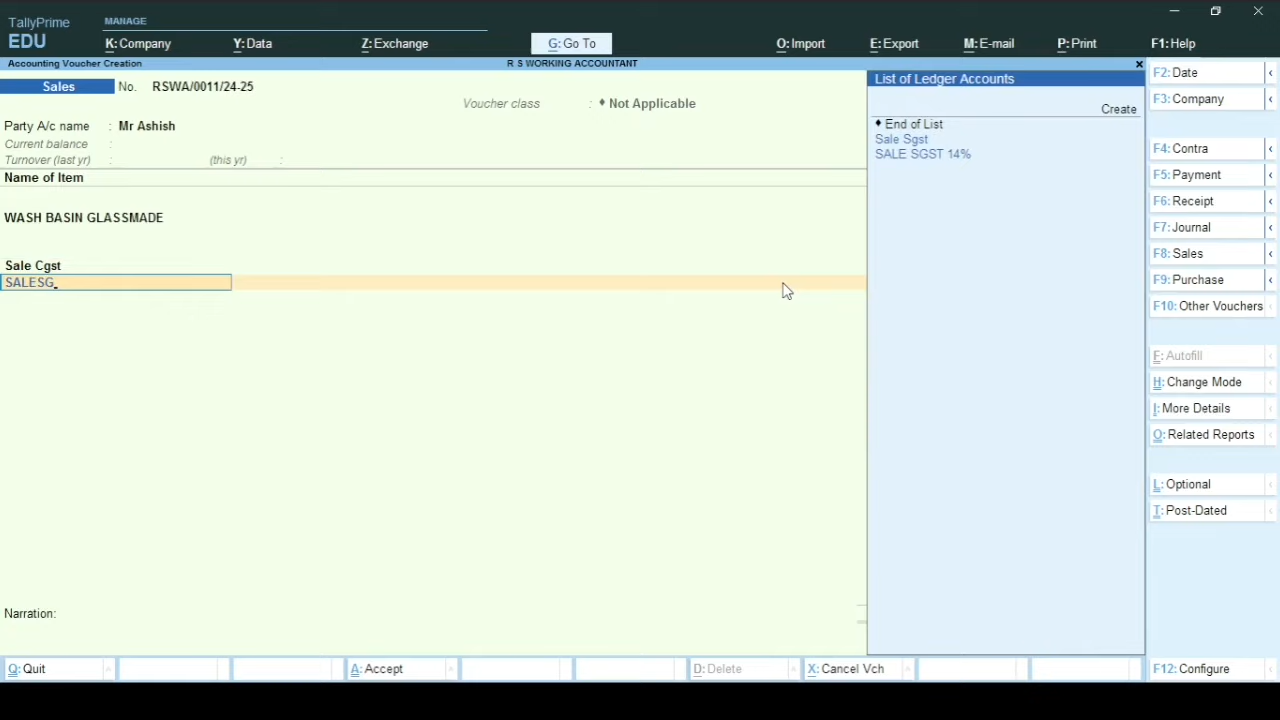 TallyPrime
EDU
MANAGE
K: Company
Y: Data
Z: Exchange
G: Go To
O: Import
E: Export
M: E-mail
P: Print
F1: Help
Accounting Voucher Creation
R S WORKING ACCOUNTANT
Sales No. RSWA/0011/24-25
Voucher class : ♦ Not Applicable
Party A/c name : Mr Ashish
Current balance :
Turnover (last yr) : (this yr) :
Name of Item
WASH BASIN GLASSMADE
Sale Cgst
SALESG
Narration:
List of Ledger Accounts
Create
♦ End of List
Sale Sgst
SALE SGST 14%
F2: Date
F3: Company
F4: Contra
F5: Payment
F6: Receipt
F7: Journal
F8: Sales
F9: Purchase
F10: Other Vouchers
E: Autofill
H: Change Mode
I: More Details
O: Related Reports
L: Optional
T: Post-Dated
Q: Quit
A: Accept
D: Delete
X: Cancel Vch
F12: Configure